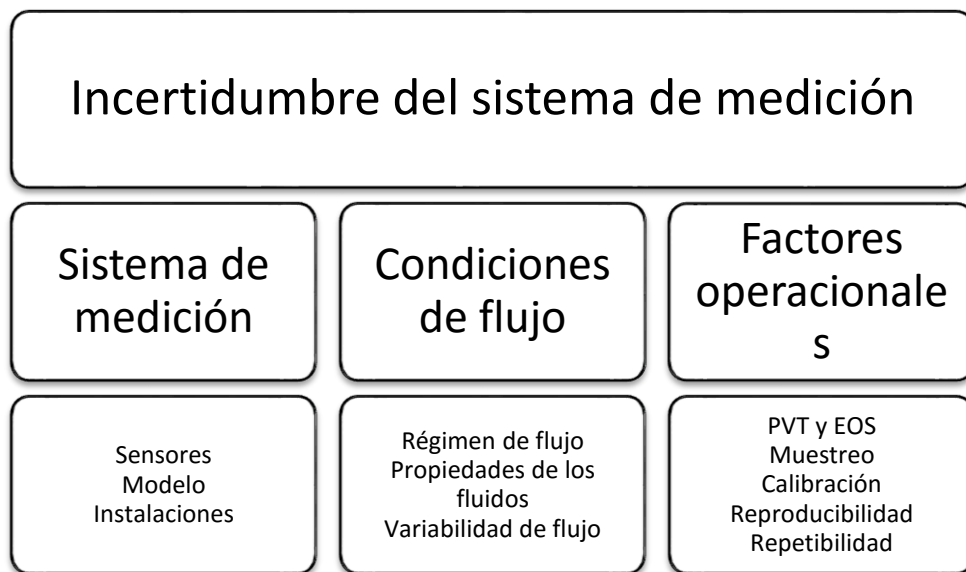 Incertidumbre del sistema de medición
Sistema de
medición
Condiciones
de flujo
Factores
operacionale
s
Sensores
Modelo
Instalaciones
Régimen de flujo
Propiedades de los
fluidos
Variabilidad de flujo
PVT y EOS
Muestreo
Calibración
Reproducibilidad
Repetibilidad